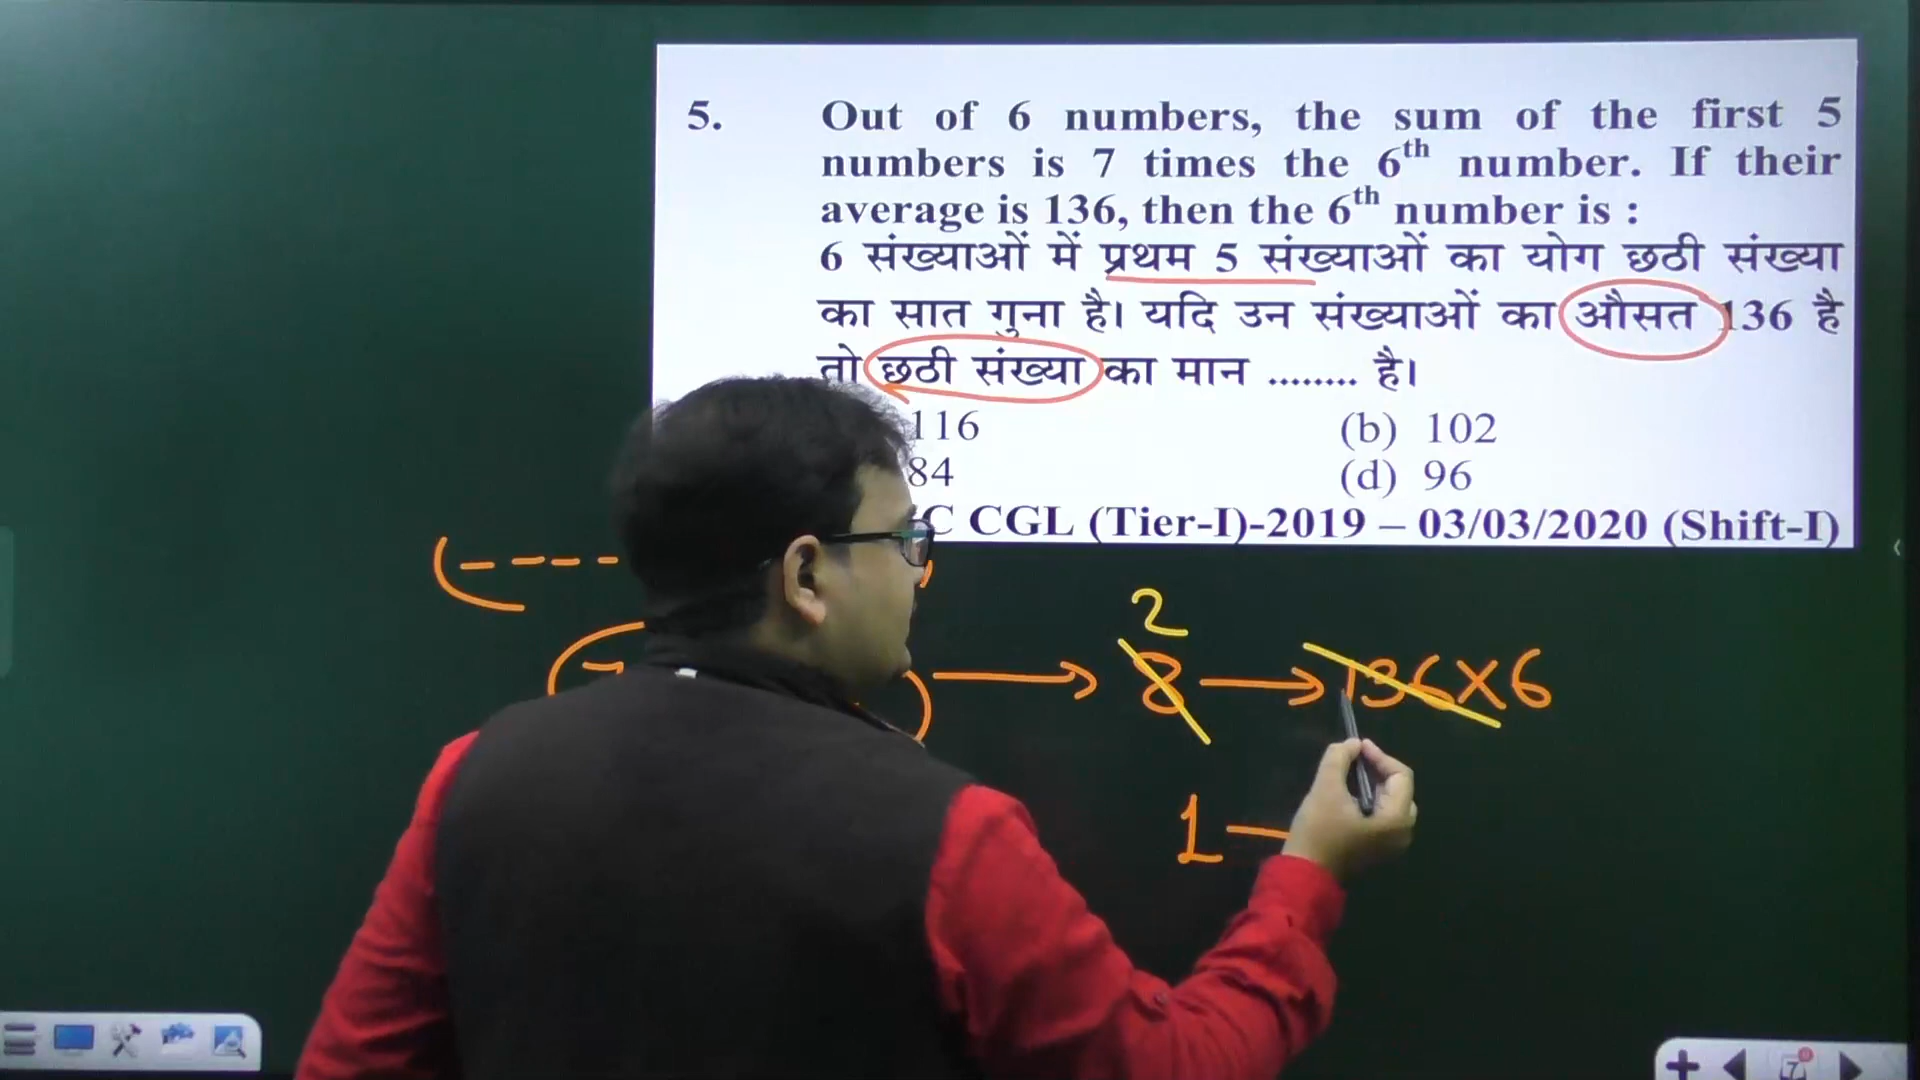 5. Out of 6 numbers, the sum of the first 5
numbers is 7 times the 6th number. If their
average is 136, then the 6th number is :
6 संख्याओं में प्रथम 5 संख्याओं का योग छठी संख्या
का सात गुना है। यदि उन संख्याओं का औसत 136 है
तो छठी संख्या का मान ........ है।
116 (b) 102
84 (d) 96
C CGL (Tier-I)-2019 – 03/03/2020 (Shift-I)
2
8 → 136×6
1
7